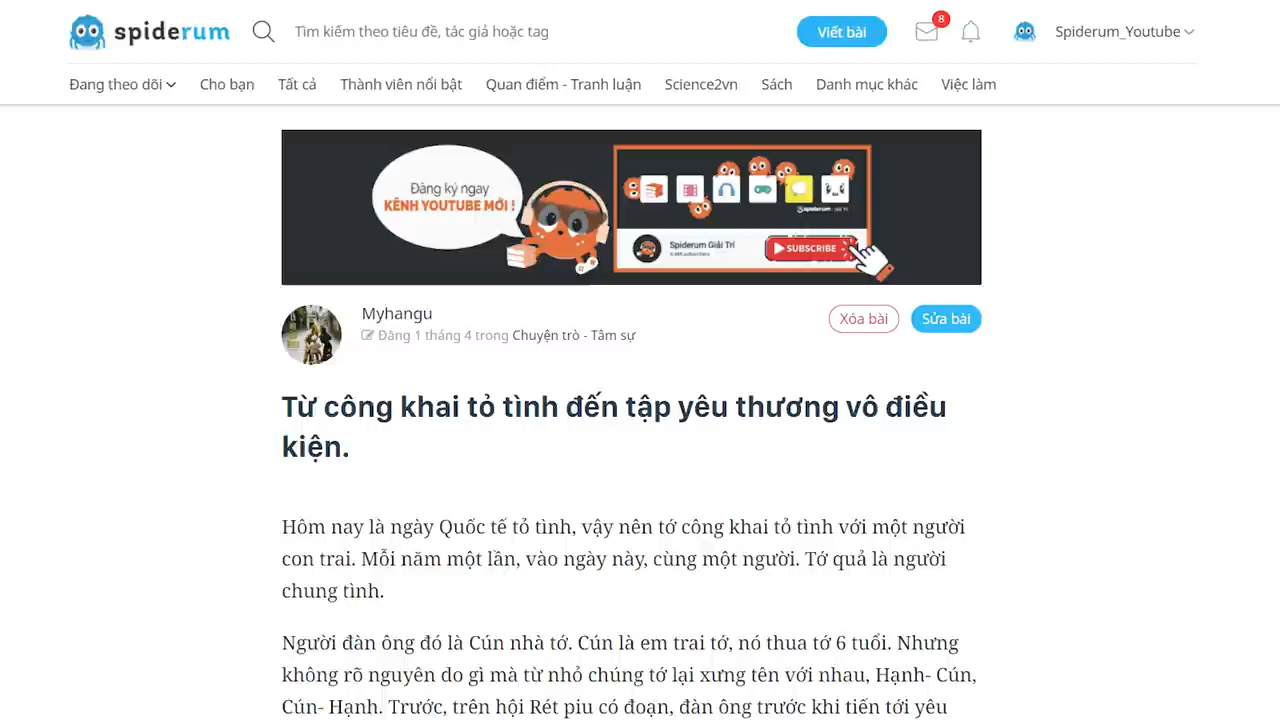 spiderum
Tìm kiếm theo tiêu đề, tác giả hoặc tag
Viết bài
8
Spiderum_Youtube
Đang theo dõi
Cho bạn
Tất cả
Thành viên nổi bật
Quan điểm - Tranh luận
Science2vn
Sách
Danh mục khác
Việc làm
Đăng ký ngay
KÊNH YOUTUBE MỚI !
spiderum
Spiderum Giải Trí
SUBSCRIBE
Myhangu
Đăng 1 tháng 4 trong Chuyện trò - Tâm sự
Xóa bài
Sửa bài
Từ công khai tỏ tình đến tập yêu thương vô điều
kiện.
Hôm nay là ngày Quốc tế tỏ tình, vậy nên tớ công khai tỏ tình với một người
con trai. Mỗi năm một lần, vào ngày này, cùng một người. Tớ quả là người
chung tình.
Người đàn ông đó là Cún nhà tớ. Cún là em trai tớ, nó thua tớ 6 tuổi. Nhưng
không rõ nguyên do gì mà từ nhỏ chúng tớ lại xưng tên với nhau, Hạnh- Cún,
Cún- Hạnh. Trước, trên hội Rét piu có đoạn, đàn ông trước khi tiến tới yêu